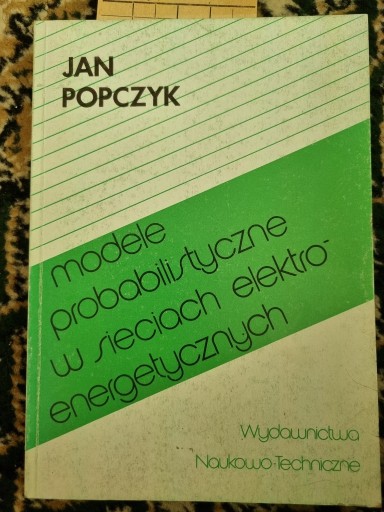 JAN
POPCZYK
modele
probabilistyczne
w sieciach elektro-
energetycznych
Wydawnictwa
Naukowo-Techniczne